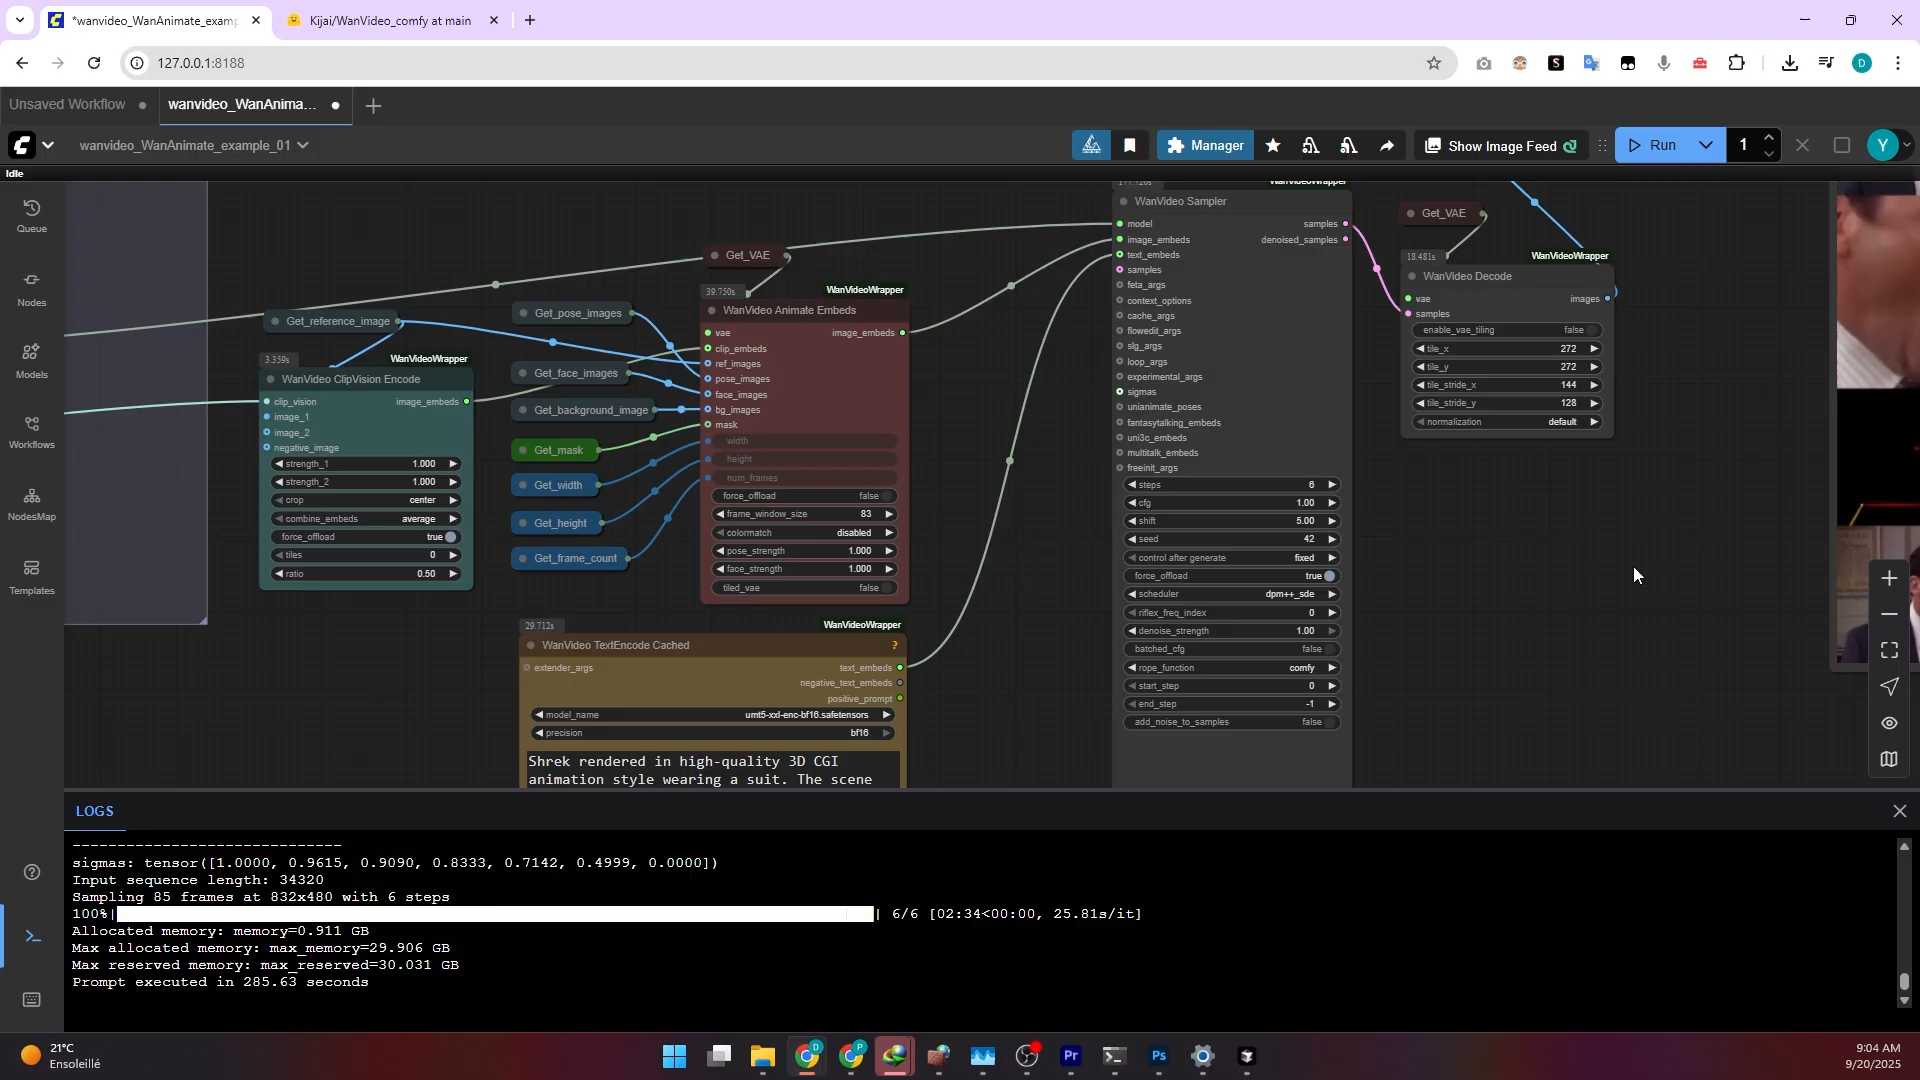 *wanvideo_WanAnimate_examp
Kijai/WanVideo_comfy at main
127.0.0.1:8188
D
Unsaved Workflow
wanvideo_WanAnima...
wanvideo_WanAnimate_example_01
Manager
Show Image Feed
Run
1
Y
Idle
Queue
Nodes
Models
Workflows
NodesMap
Templates
Get_reference_image
3.359s
WanVideoWrapper
WanVideo ClipVision Encode
clip_vision image_embeds
image_1
image_2
negative_image
strength_1 1.000
strength_2 1.000
crop center
combine_embeds average
force_offload true
tiles 0
ratio 0.50
Get_pose_images
Get_face_images
Get_background_image
Get_mask
Get_width
Get_height
Get_frame_count
Get_VAE
39.750s
WanVideoWrapper
WanVideo Animate Embeds
vae image_embeds
clip_embeds
ref_images
pose_images
face_images
bg_images
mask
width
height
num_frames
force_offload false
frame_window_size 83
colormatch disabled
pose_strength 1.000
face_strength 1.000
tiled_vae false
29.712s
WanVideoWrapper
WanVideo TextEncode Cached ?
extender_args text_embeds
negative_text_embeds
positive_prompt
model_name umt5-xxl-enc-bf16.safetensors
precision bf16
Shrek rendered in high-quality 3D CGI
animation style wearing a suit. The scene
WanVideoWrapper
WanVideo Sampler
model samples
image_embeds denoised_samples
text_embeds
samples
feta_args
context_options
cache_args
flowedit_args
slg_args
loop_args
experimental_args
sigmas
unianimate_poses
fantasytalking_embeds
uni3c_embeds
multitalk_embeds
freeinit_args
steps 6
cfg 1.00
shift 5.00
seed 42
control after generate fixed
force_offload true
scheduler dpm++_sde
riflex_freq_index 0
denoise_strength 1.00
batched_cfg false
rope_function comfy
start_step 0
end_step -1
add_noise_to_samples false
Get_VAE
18.481s
WanVideoWrapper
WanVideo Decode
vae images
samples
enable_vae_tiling false
tile_x 272
tile_y 272
tile_stride_x 144
tile_stride_y 128
normalization default
LOGS
------------------------------
sigmas: tensor([1.0000, 0.9615, 0.9090, 0.8333, 0.7142, 0.4999, 0.0000])
Input sequence length: 34320
Sampling 85 frames at 832x480 with 6 steps
100%| | 6/6 [02:34<00:00, 25.81s/it]
Allocated memory: memory=0.911 GB
Max allocated memory: max_memory=29.906 GB
Max reserved memory: max_reserved=30.031 GB
Prompt executed in 285.63 seconds
21°C
Ensoleillé
D
P
Pr
Ps
9:04 AM
9/20/2025